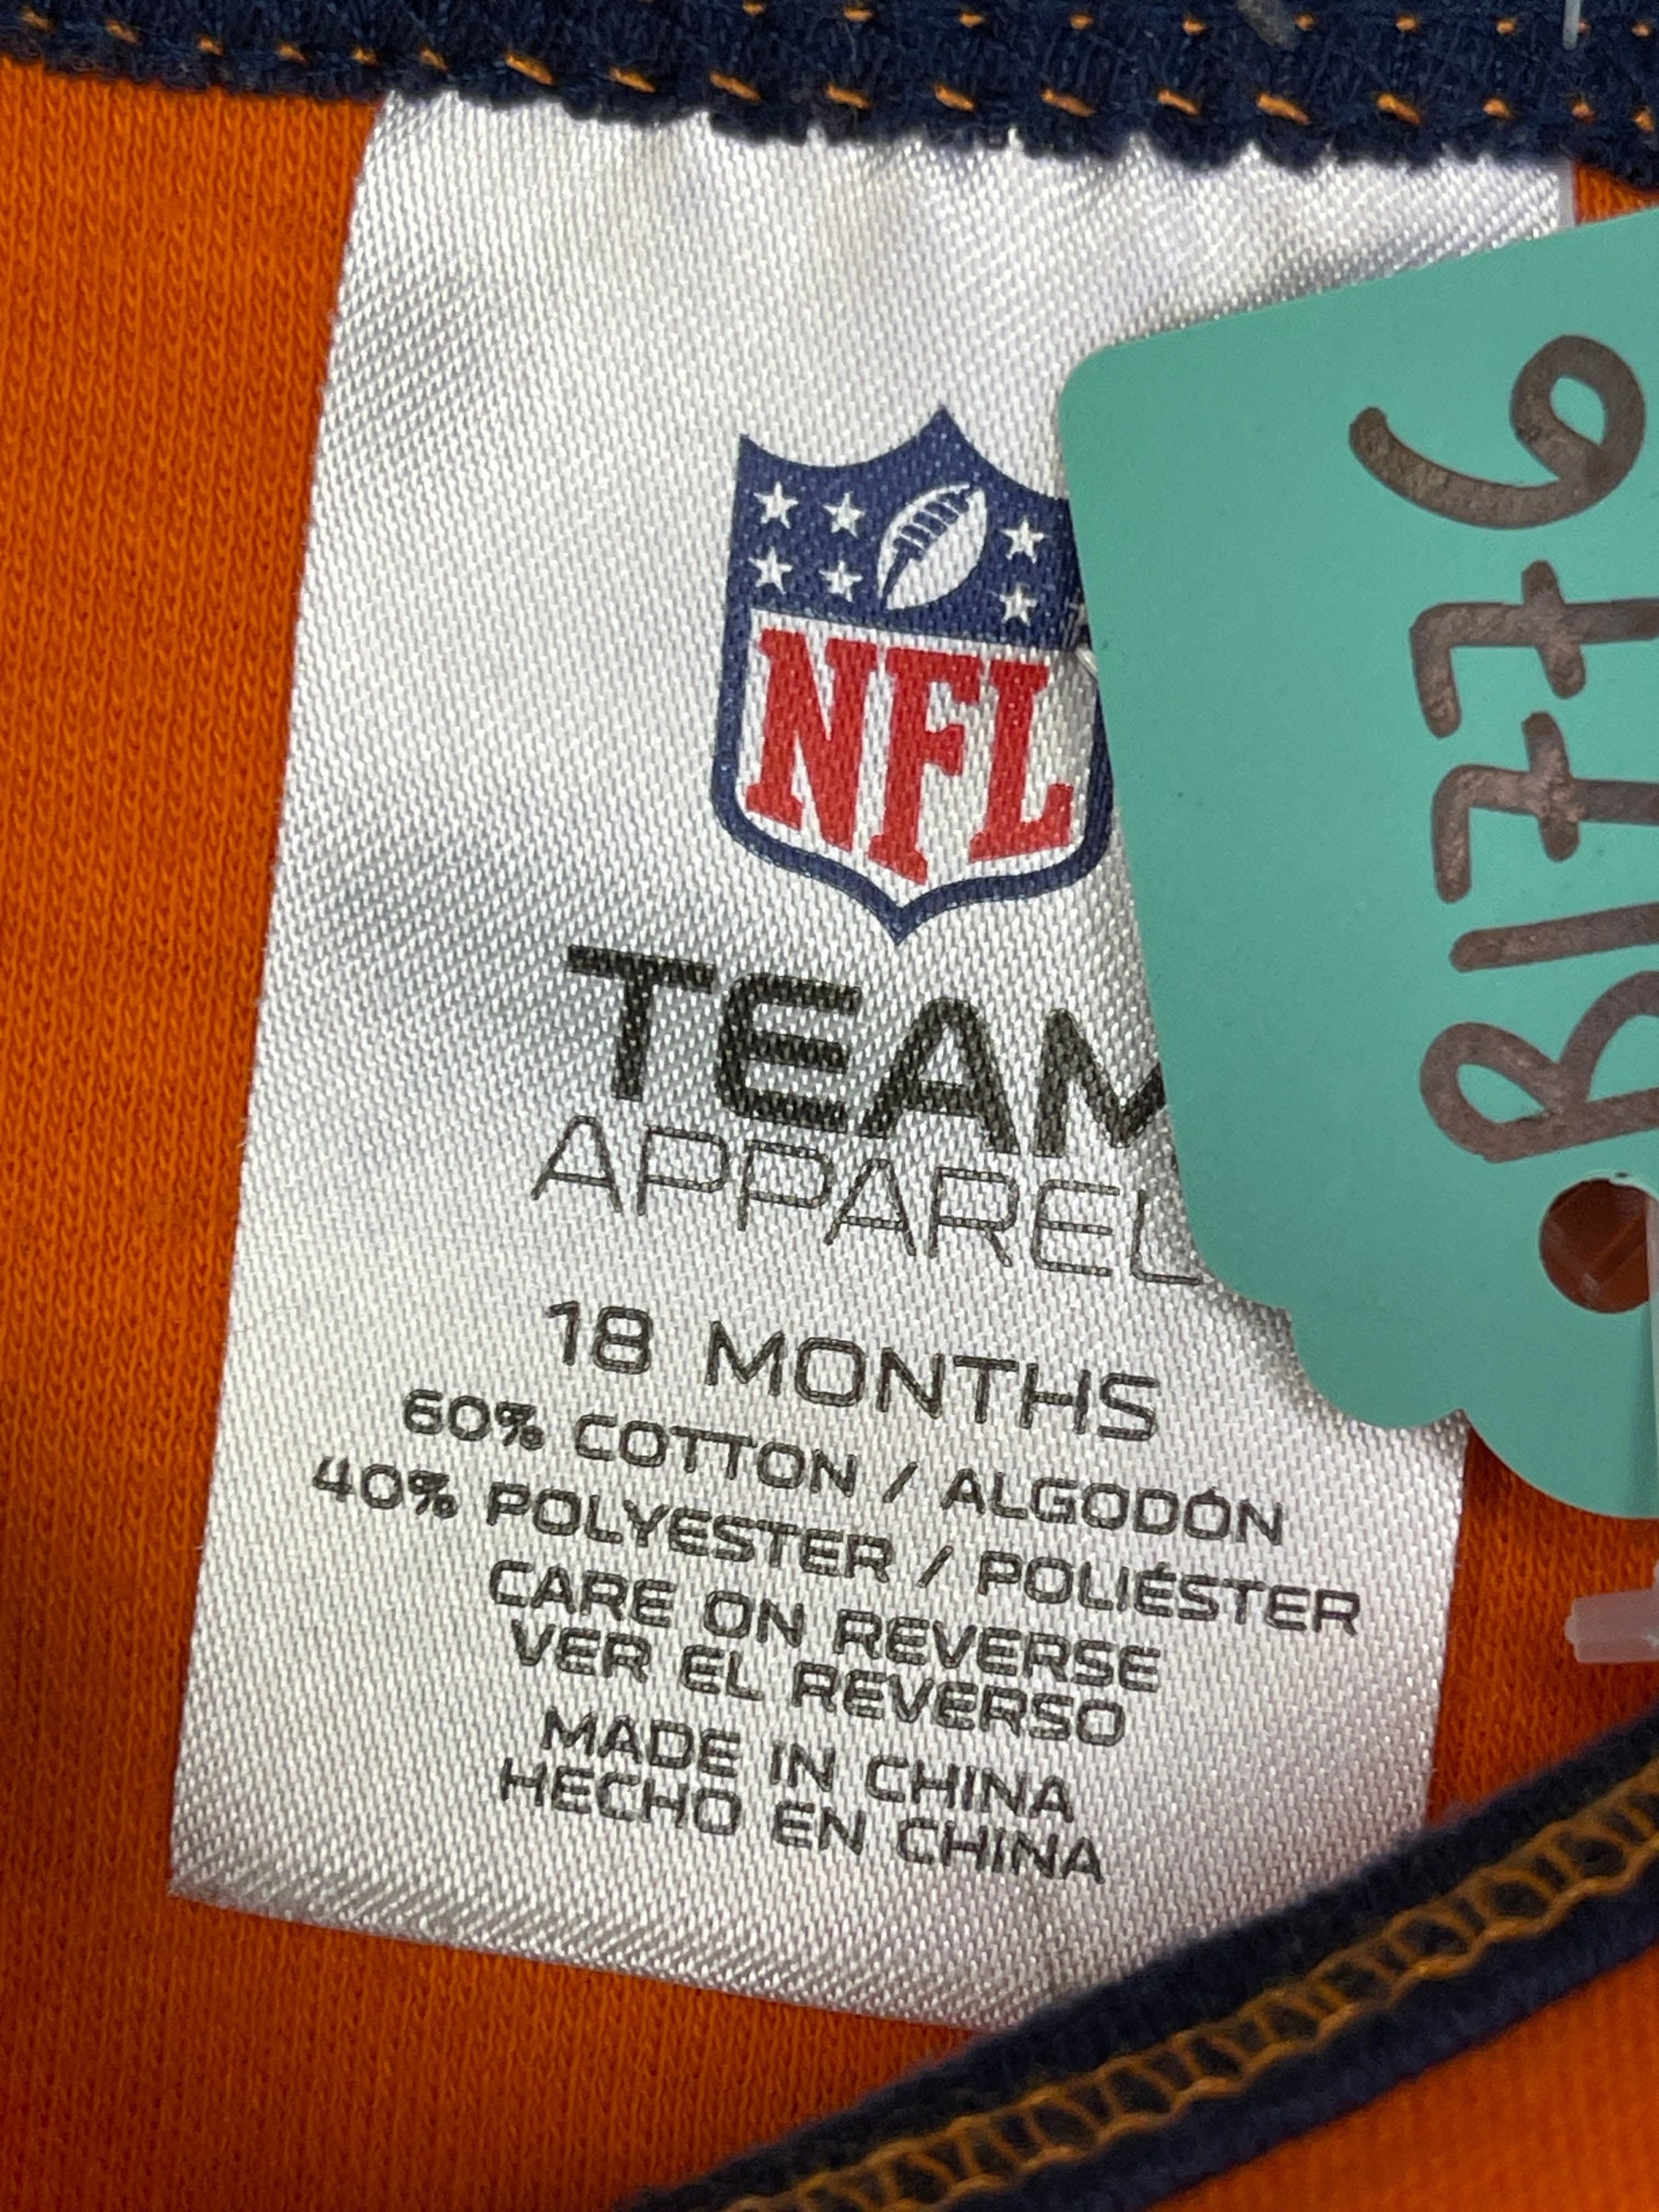 NFL
TEAM
APPAREL
18 MONTHS
60% COTTON / ALGODÓN
40% POLYESTER / POLIÉSTER
CARE ON REVERSE
VER EL REVERSO
MADE IN CHINA
HECHO EN CHINA
B1776